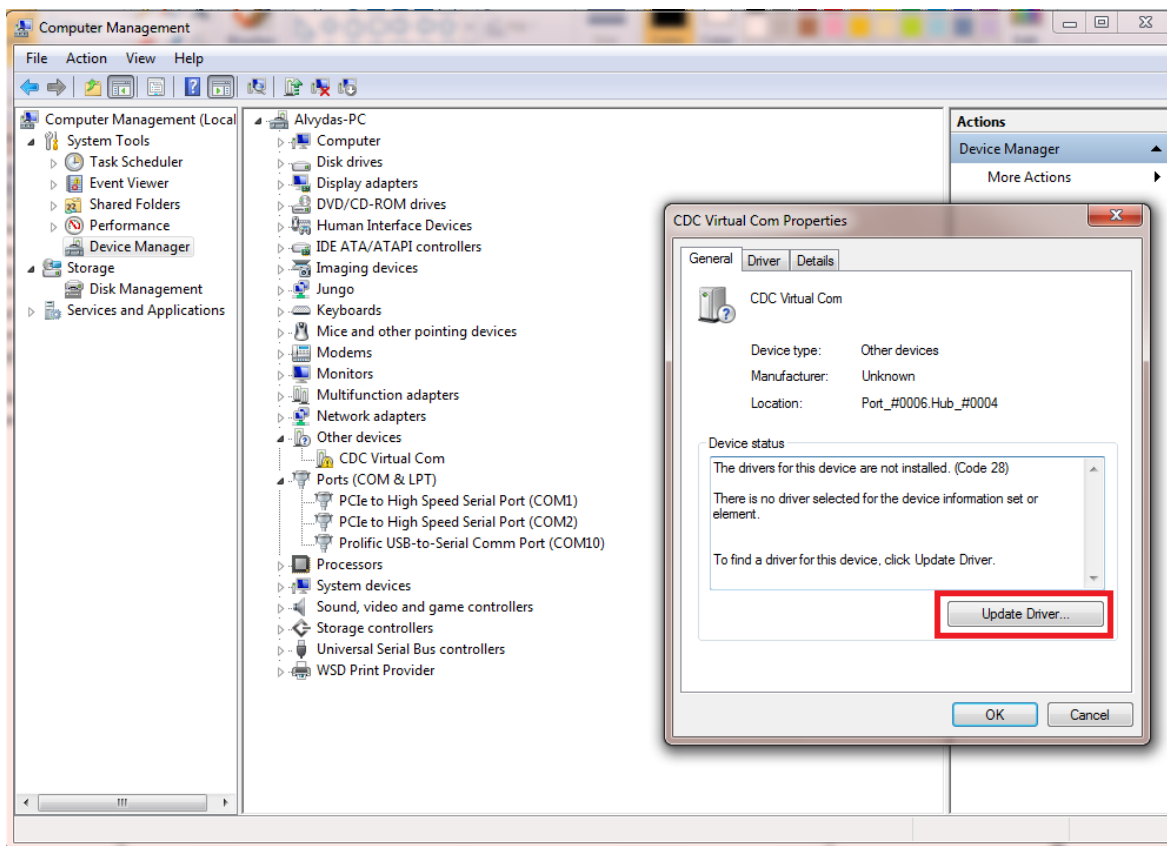 Computer Management
File Action View Help
Computer Management (Local
System Tools
Task Scheduler
Event Viewer
Shared Folders
Performance
Device Manager
Storage
Disk Management
Services and Applications
Alvydas-PC
Computer
Disk drives
Display adapters
DVD/CD-ROM drives
Human Interface Devices
IDE ATA/ATAPI controllers
Imaging devices
Jungo
Keyboards
Mice and other pointing devices
Modems
Monitors
Multifunction adapters
Network adapters
Other devices
CDC Virtual Com
Ports (COM & LPT)
PCIe to High Speed Serial Port (COM1)
PCIe to High Speed Serial Port (COM2)
Prolific USB-to-Serial Comm Port (COM10)
Processors
System devices
Sound, video and game controllers
Storage controllers
Universal Serial Bus controllers
WSD Print Provider
Actions
Device Manager
More Actions
CDC Virtual Com Properties
General Driver Details
CDC Virtual Com
Device type: Other devices
Manufacturer: Unknown
Location: Port_#0006.Hub_#0004
Device status
The drivers for this device are not installed. (Code 28)
There is no driver selected for the device information set or
element.
To find a driver for this device, click Update Driver.
Update Driver...
OK Cancel